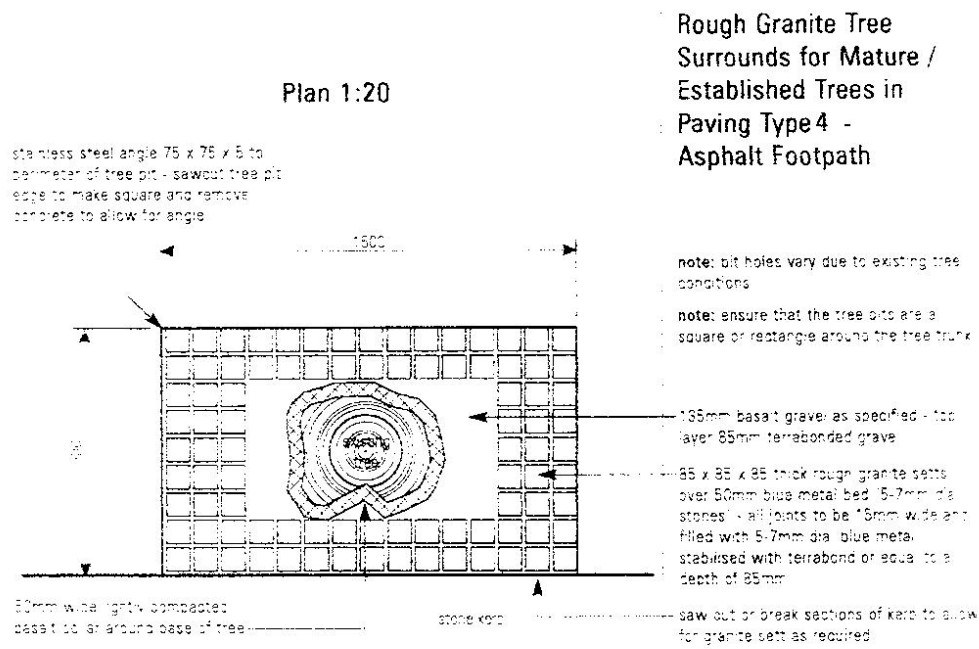 Rough Granite Tree
Surrounds for Mature /
Established Trees in
Paving Type 4 -
Asphalt Footpath
Plan 1:20
stainless steel angle 75 x 75 x 5 to
perimeter of tree pit - sawcut tree pit
edge to make square and remove
concrete to allow for angle
1500
note: pit holes vary due to existing tree
conditions
note: ensure that the tree pits are a
square or rectangle around the tree trunk
existing
tree
135mm basalt gravel as specified - top
layer 85mm terrabonded gravel
85 x 85 x 85 thick rough granite setts
over 50mm blue metal bed (5-7mm dia
stones) - all joints to be wide and
filled with 5-7mm dia. blue metal
stabilised with terrabond or equal to a
depth of 85mm
50mm wide lightly compacted
basalt collar around base of tree
stone kerb
saw cut or break sections of kerb to allow
for granite sett as required